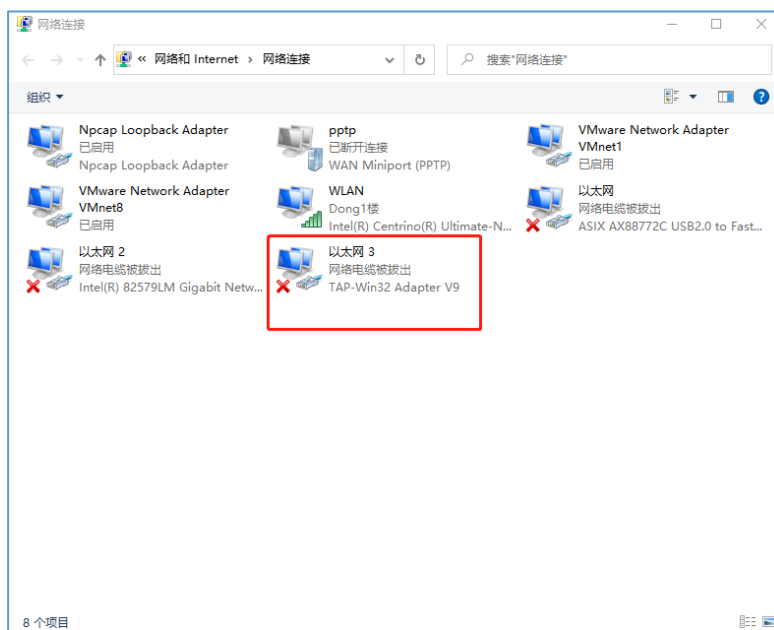 网络连接
« 网络和 Internet › 网络连接
搜索"网络连接"
组织
Npcap Loopback Adapter
已启用
Npcap Loopback Adapter
pptp
已断开连接
WAN Miniport (PPTP)
VMware Network Adapter
VMnet1
已启用
VMware Network Adapter
VMnet8
已启用
WLAN
Dong1楼
Intel(R) Centrino(R) Ultimate-N...
以太网
网络电缆被拔出
ASIX AX88772C USB2.0 to Fast...
以太网 2
网络电缆被拔出
Intel(R) 82579LM Gigabit Netw...
以太网 3
网络电缆被拔出
TAP-Win32 Adapter V9
8 个项目